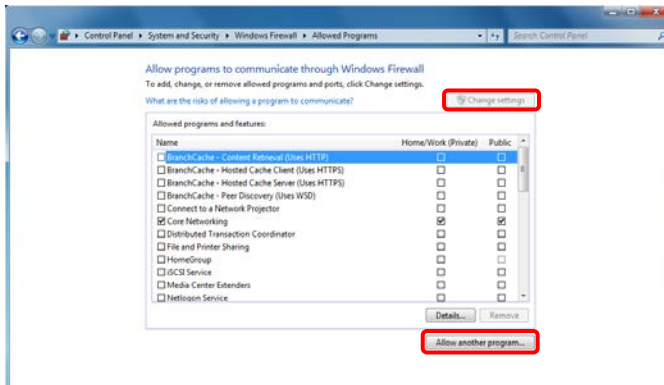 Control Panel ▸ System and Security ▸ Windows Firewall ▸ Allowed Programs
Search Control Panel
Allow programs to communicate through Windows Firewall
To add, change, or remove allowed programs and ports, click Change settings.
What are the risks of allowing a program to communicate?
Change settings
Allowed programs and features:
Name Home/Work (Private) Public
BranchCache - Content Retrieval (Uses HTTP)
BranchCache - Hosted Cache Client (Uses HTTPS)
BranchCache - Hosted Cache Server (Uses HTTPS)
BranchCache - Peer Discovery (Uses WSD)
Connect to a Network Projector
Core Networking
Distributed Transaction Coordinator
File and Printer Sharing
HomeGroup
iSCSI Service
Media Center Extenders
Netlogon Service
Details... Remove
Allow another program...